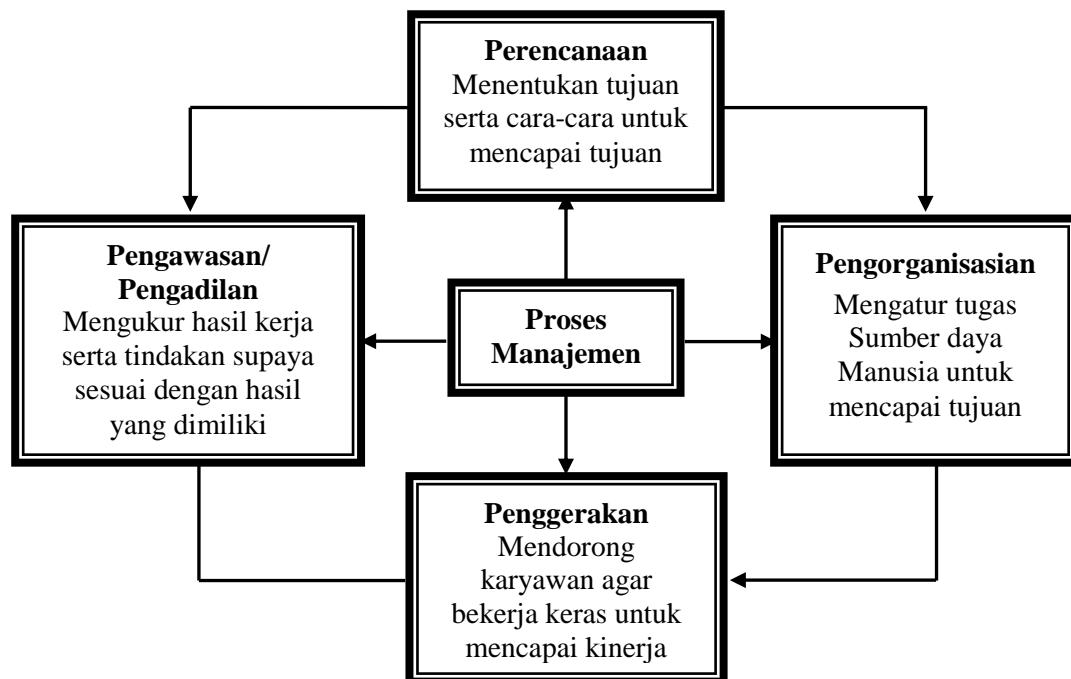 Perencanaan
Menentukan tujuan
serta cara-cara untuk
mencapai tujuan
Pengawasan/
Pengadilan
Mengukur hasil kerja
serta tindakan supaya
sesuai dengan hasil
yang dimiliki
Proses
Manajemen
Pengorganisasian
Mengatur tugas
Sumber daya
Manusia untuk
mencapai tujuan
Penggerakan
Mendorong
karyawan agar
bekerja keras untuk
mencapai kinerja